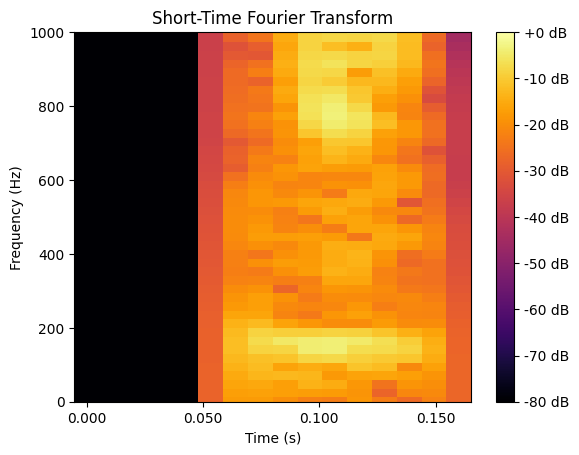 Short-Time Fourier Transform
Frequency (Hz)
1000
800
600
400
200
0
0.000
0.050
0.100
0.150
Time (s)
+0 dB
-10 dB
-20 dB
-30 dB
-40 dB
-50 dB
-60 dB
-70 dB
-80 dB